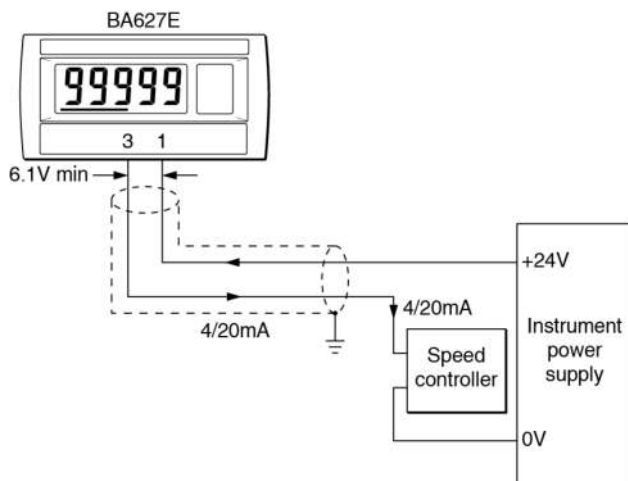 BA627E
99999
3 1
6.1V min
+24V
4/20mA
4/20mA
Speed
controller
Instrument
power
supply
0V